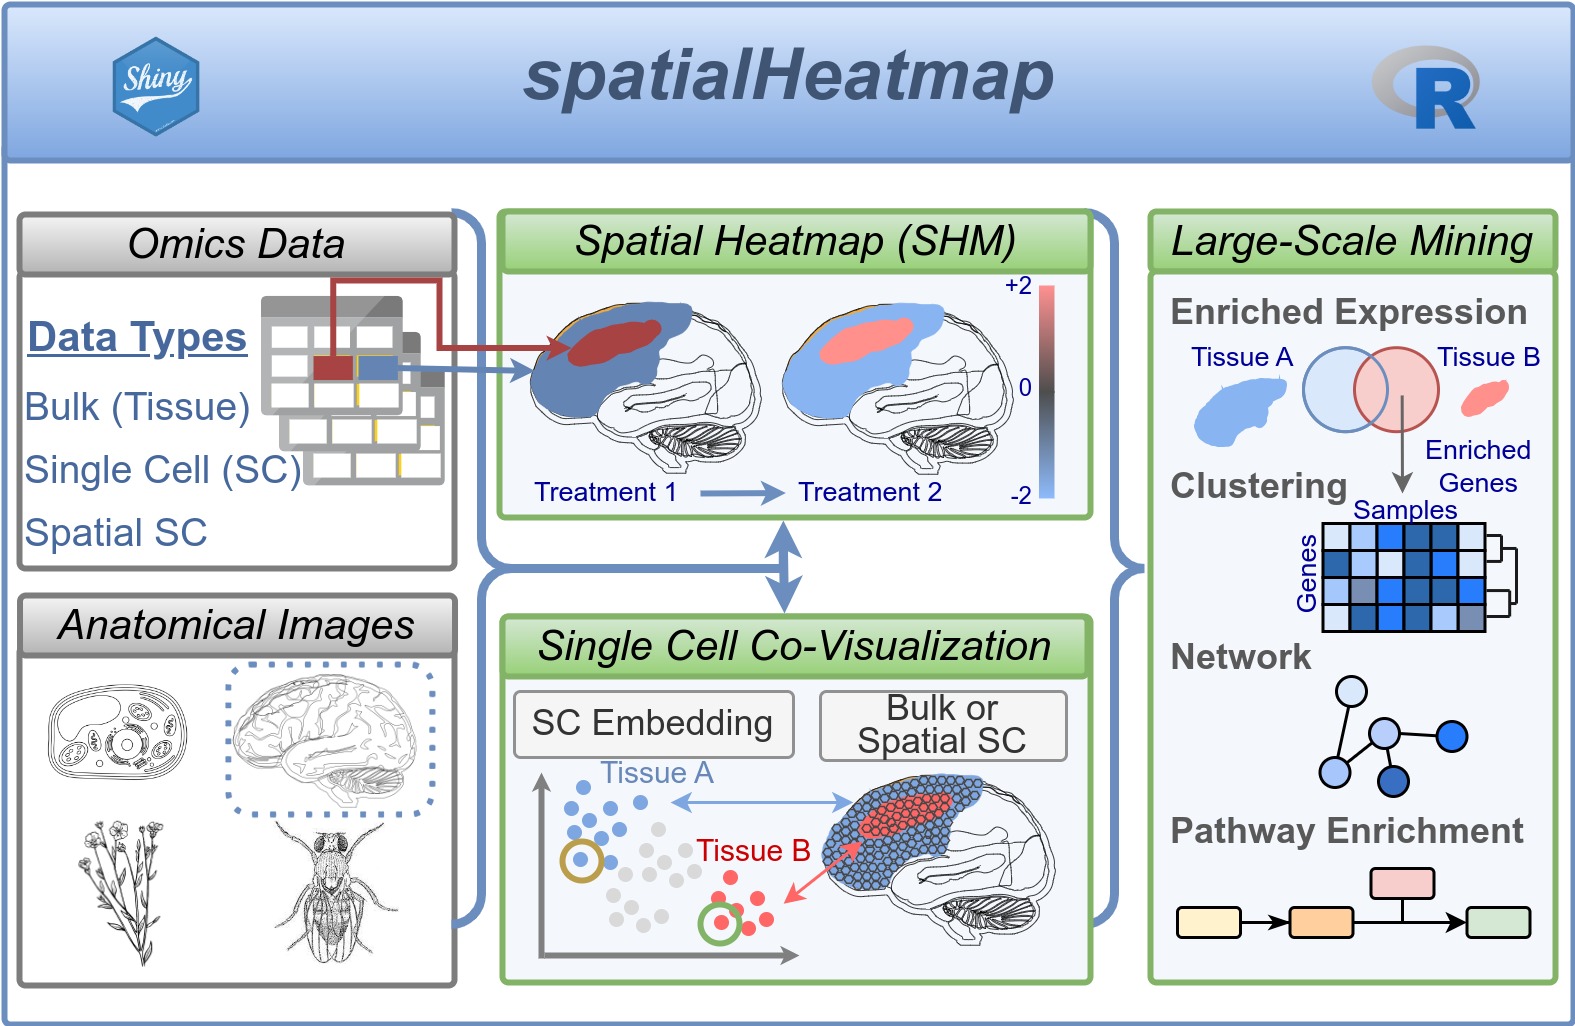 Shiny
spatialHeatmap
R
Omics Data
Data Types
Bulk (Tissue)
Single Cell (SC)
Spatial SC
Anatomical Images
Spatial Heatmap (SHM)
+2
0
-2
Treatment 1
Treatment 2
Single Cell Co-Visualization
SC Embedding
Bulk or
Spatial SC
Tissue A
Tissue B
Large-Scale Mining
Enriched Expression
Tissue A
Tissue B
Enriched
Genes
Clustering
Samples
Genes
Network
Pathway Enrichment